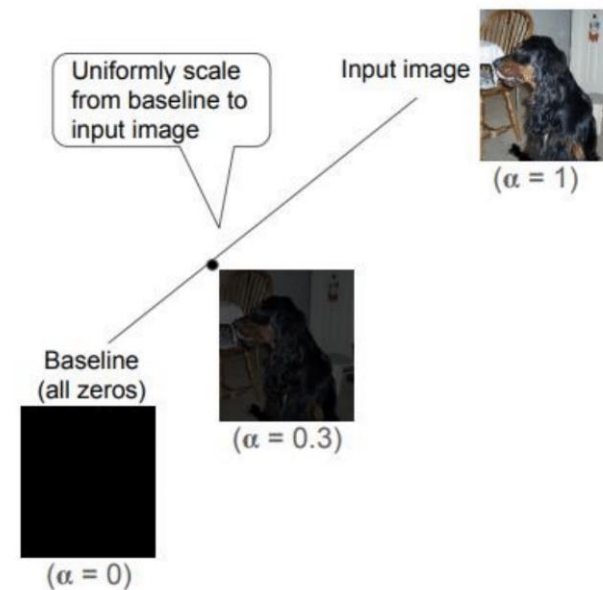 Uniformly scale
from baseline to
input image
Input image
(α = 1)
(α = 0.3)
Baseline
(all zeros)
(α = 0)